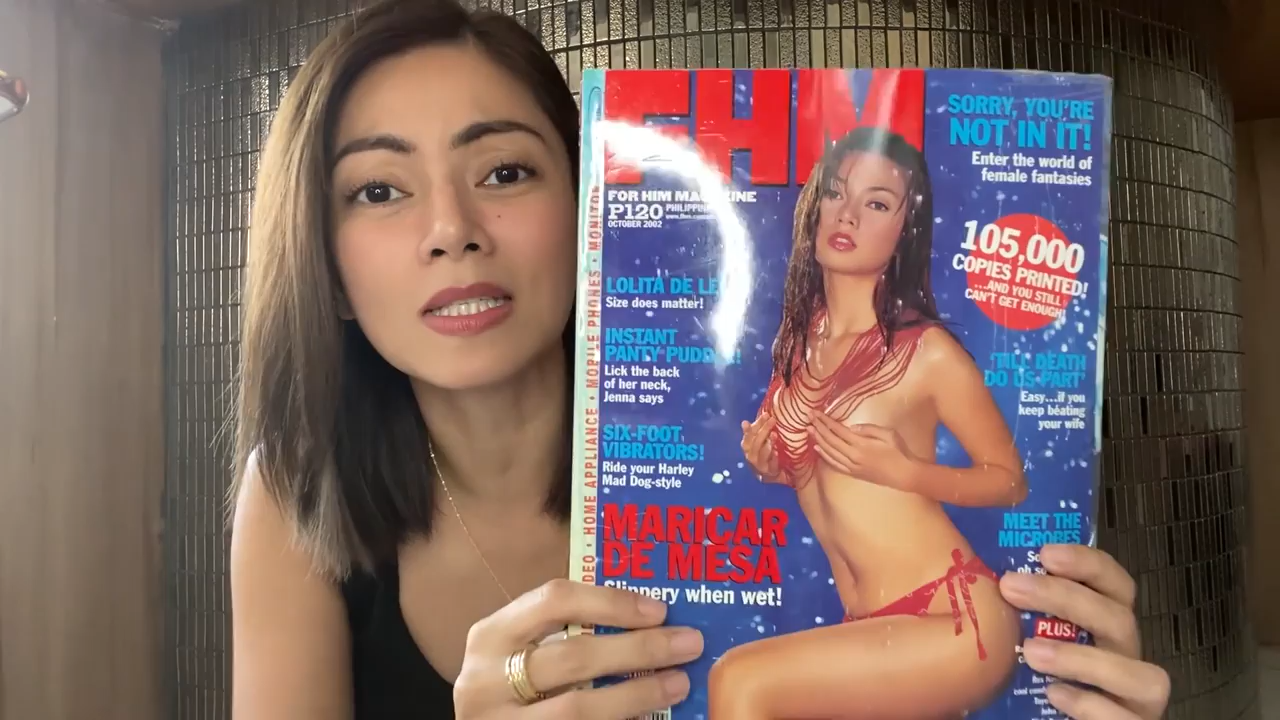 FHM
FOR HIM MAGAZINE
P120
OCTOBER 2002
SORRY, YOU'RE
NOT IN IT!
Enter the world of
female fantasies
105,000
COPIES PRINTED!
...AND YOU STILL
CAN'T GET ENOUGH!
LOLITA DE
Size does matter!
INSTANT
PANTY
Lick the back
of her neck,
Jenna says
'TILL DEATH
DO US PART'
Easy...if you
keep beating
your wife
SIX-FOOT
VIBRATORS!
Ride your Harley
Mad Dog-style
MARICAR
DE MESA
Slippery when wet!
MEET THE
MICROBES
PLUS!
HOME APPLIANCE • MOBILE PHONES •